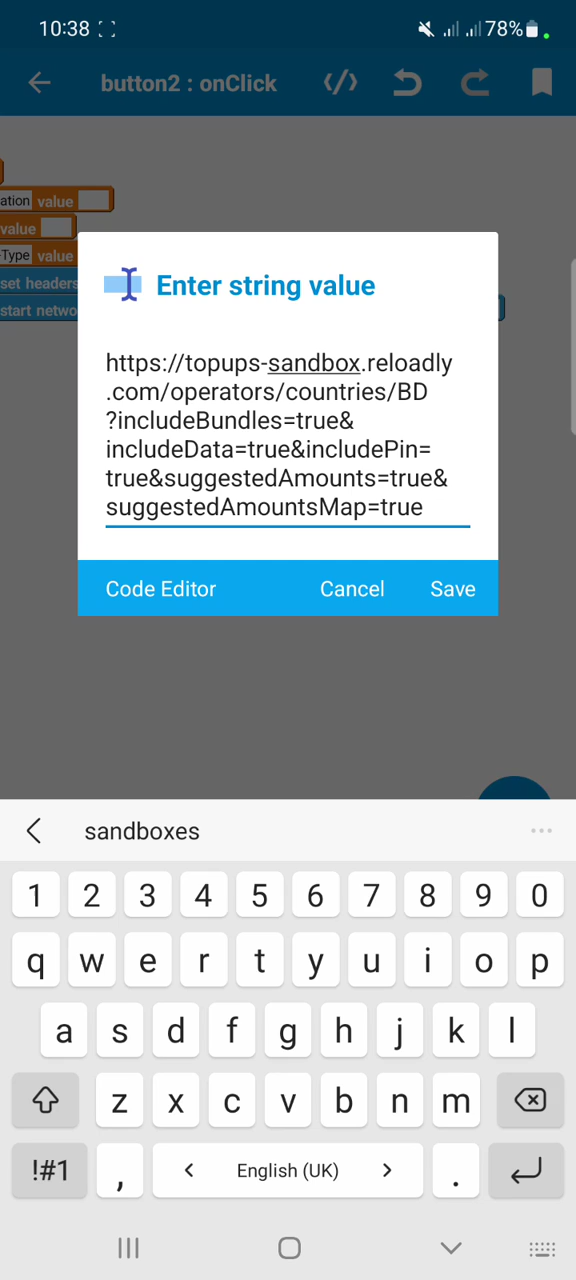 10:38
78%
button2 : onClick
ation value
value
-Type value
set headers
start netwo
Enter string value
https://topups-sandbox.reloadly
.com/operators/countries/BD
?includeBundles=true&
includeData=true&includePin=
true&suggestedAmounts=true&
suggestedAmountsMap=true
Code Editor Cancel Save
sandboxes
1 2 3 4 5 6 7 8 9 0
q w e r t y u i o p
a s d f g h j k l
z x c v b n m
!#1 , < English (UK) > .